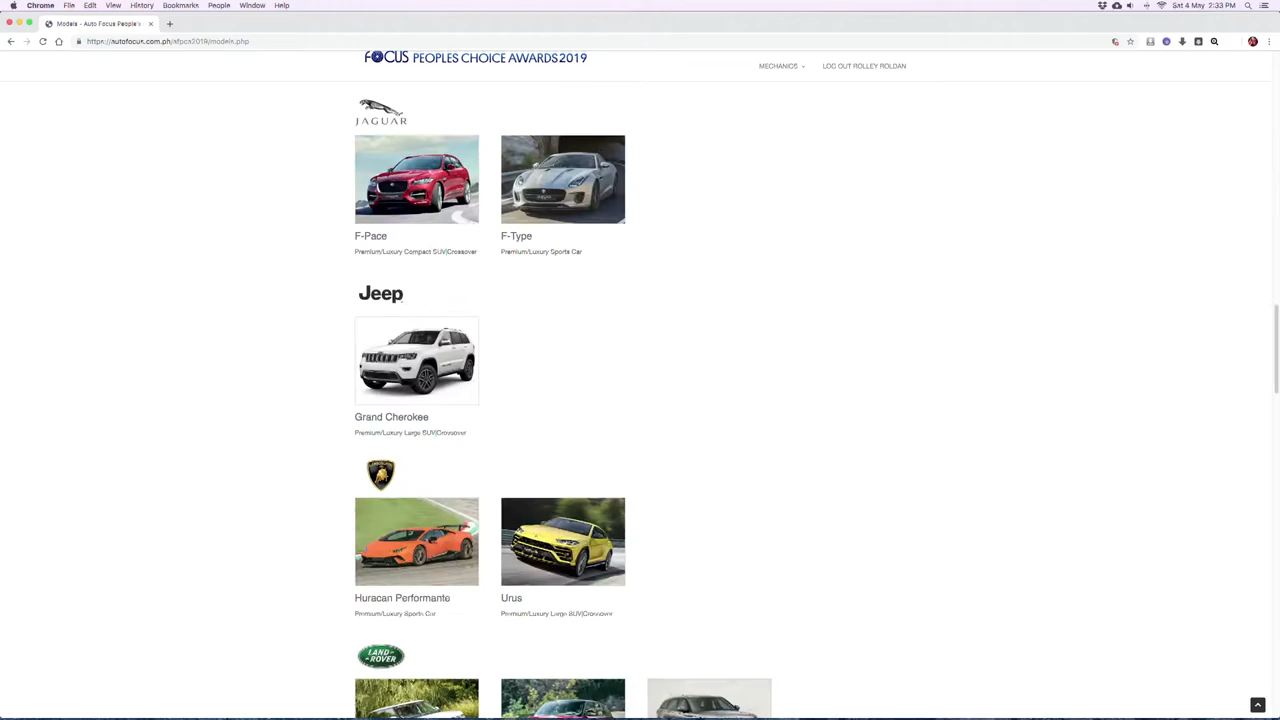 Chrome File Edit View History Bookmarks People Window Help Sat 4 May 2:33 PM
Models - Auto Focus People's
https://autofocus.com.ph/afpca2019/models.php
FOCUS PEOPLES CHOICE AWARDS 2019
MECHANICS LOG OUT ROLLEY ROLDAN
JAGUAR
F-Pace F-Type
Premium/Luxury Compact SUV|Crossover Premium/Luxury Sports Car
Jeep
Grand Cherokee
Premium/Luxury Large SUV|Crossover
Huracan Performante Urus
Premium/Luxury Sports Car Premium/Luxury Large SUV|Crossover
LAND
ROVER